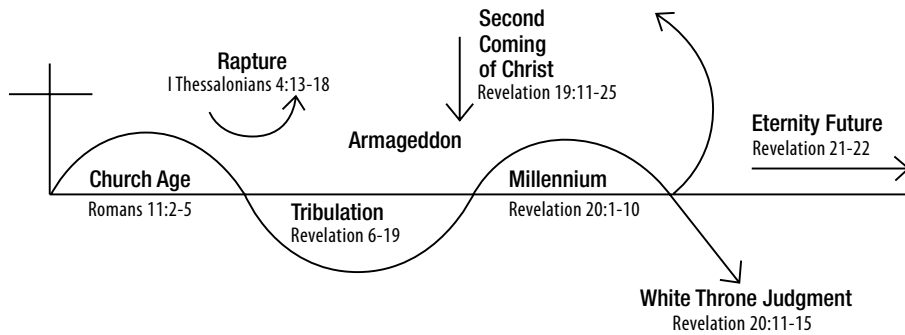 Rapture
I Thessalonians 4:13-18
Second
Coming
of Christ
Revelation 19:11-25
Armageddon
Eternity Future
Revelation 21-22
Church Age
Romans 11:2-5
Tribulation
Revelation 6-19
Millennium
Revelation 20:1-10
White Throne Judgment
Revelation 20:11-15